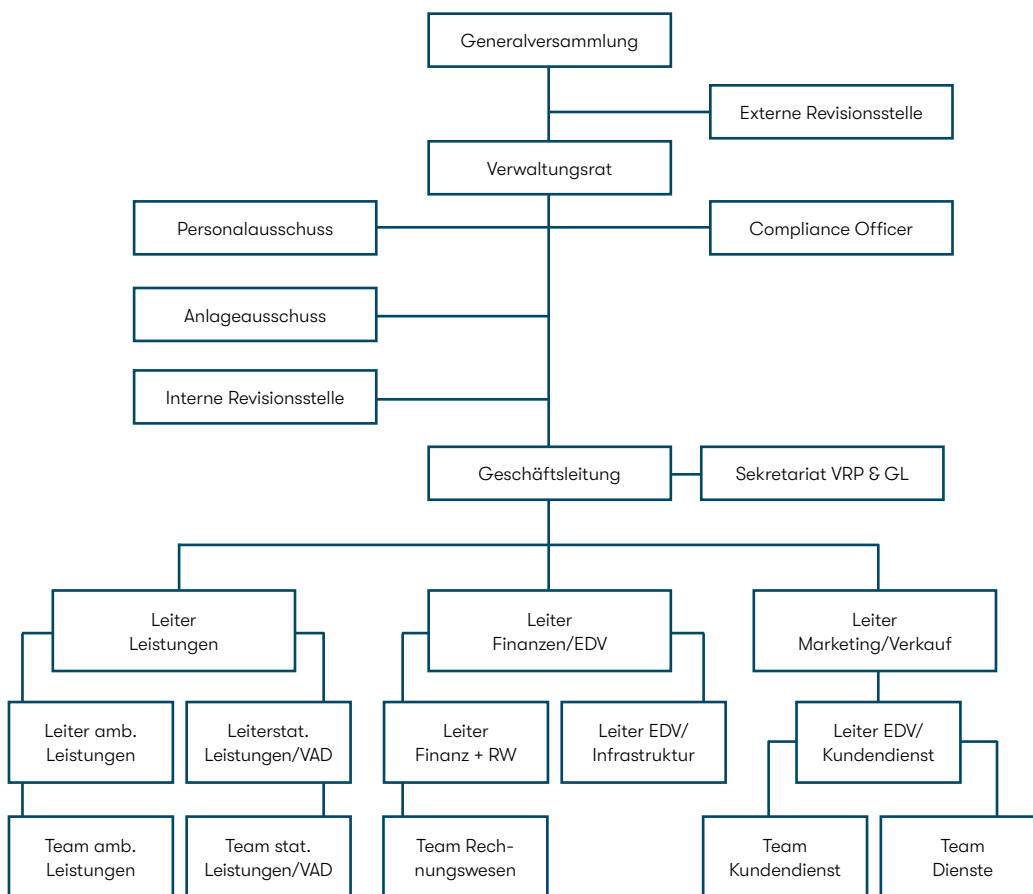 Generalversammlung
Externe Revisionsstelle
Verwaltungsrat
Personalausschuss
Compliance Officer
Anlageausschuss
Interne Revisionsstelle
Geschäftsleitung
Sekretariat VRP & GL
Leiter
Leistungen
Leiter
Finanzen/EDV
Leiter
Marketing/Verkauf
Leiter amb.
Leistungen
Leiterstat.
Leistungen/VAD
Leiter
Finanz + RW
Leiter EDV/
Infrastruktur
Leiter EDV/
Kundendienst
Team amb.
Leistungen
Team stat.
Leistungen/VAD
Team Rech-
nungswesen
Team
Kundendienst
Team
Dienste